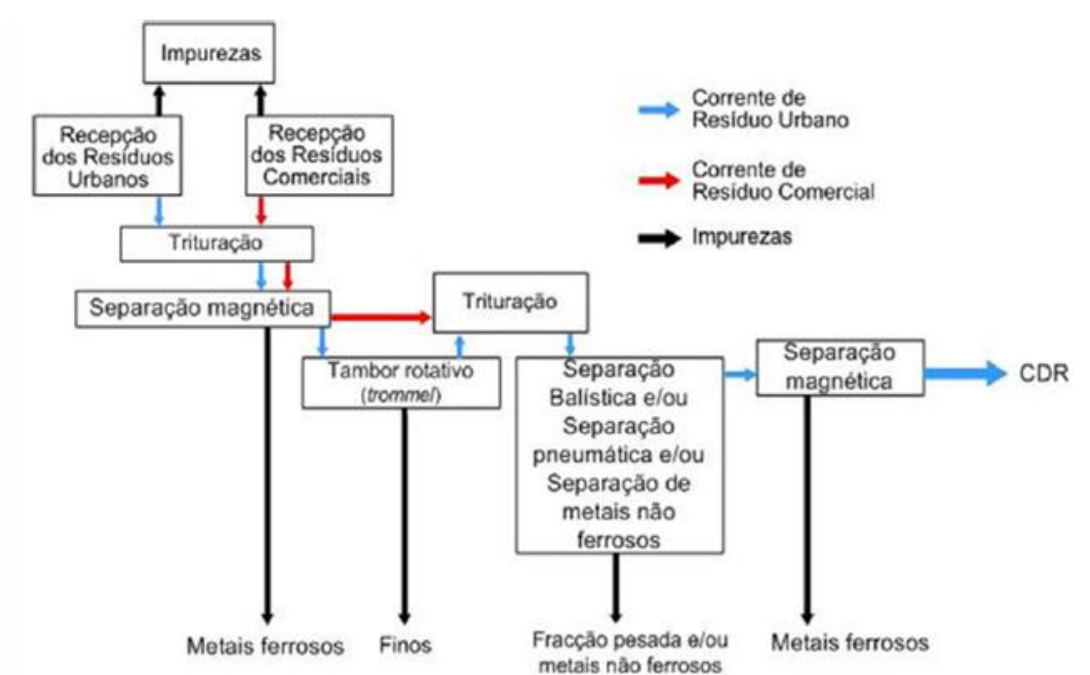 Impurezas
Recepção
dos Resíduos
Urbanos
Recepção
dos Resíduos
Comerciais
Corrente de
Resíduo Urbano
Corrente de
Resíduo Comercial
Impurezas
Trituração
Separação magnética
Trituração
Tambor rotativo
(trommel)
Separação
Balística e/ou
Separação
pneumática e/ou
Separação de
metais não
ferrosos
Separação
magnética
CDR
Metais ferrosos
Finos
Fracção pesada e/ou
metais não ferrosos
Metais ferrosos